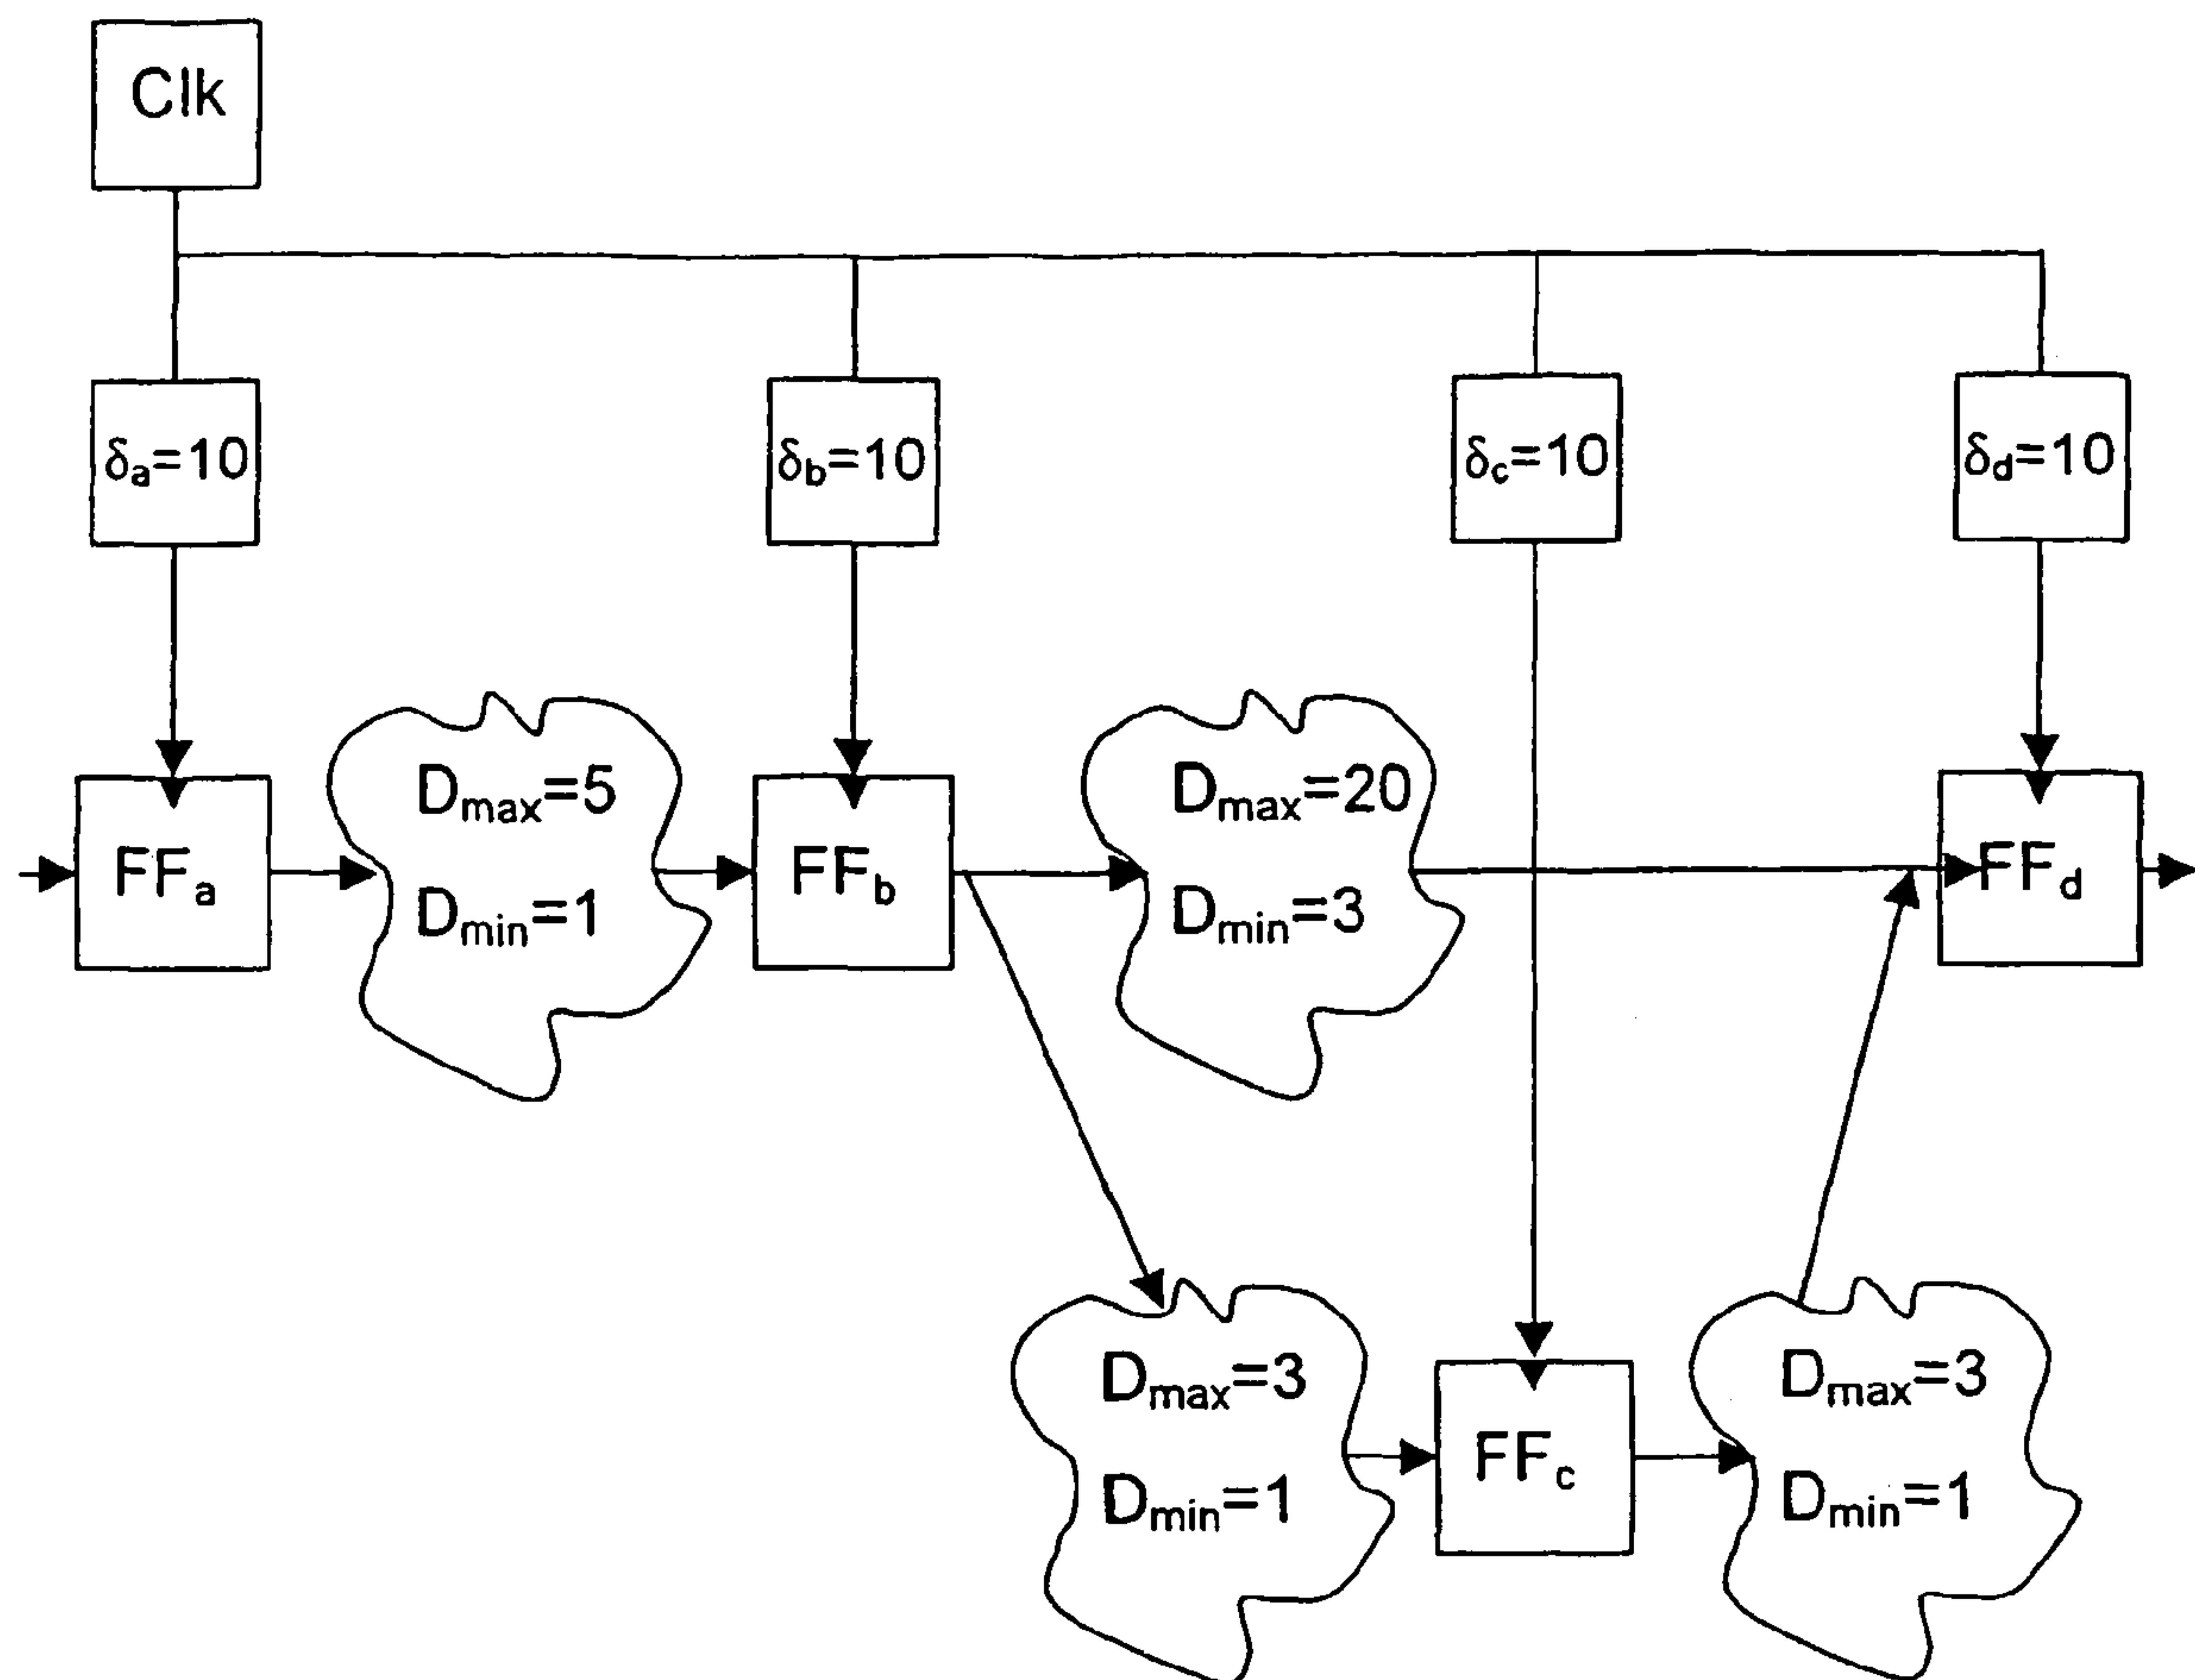 Clk
δa=10
δb=10
δc=10
δd=10
Dmax=5
Dmin=1
Dmax=20
Dmin=3
FFa
FFb
FFd
Dmax=3
Dmin=1
FFc
Dmax=3
Dmin=1